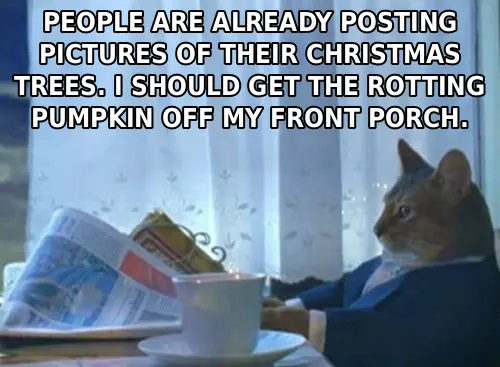 PEOPLE ARE ALREADY POSTING
PICTURES OF THEIR CHRISTMAS
TREES. I SHOULD GET THE ROTTING
PUMPKIN OFF MY FRONT PORCH.